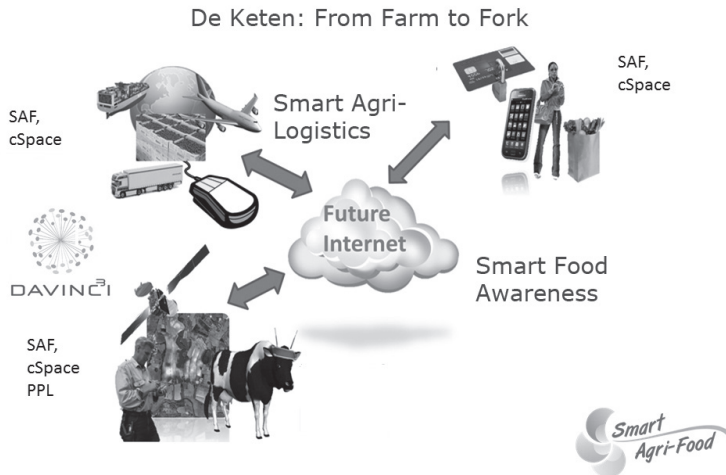 De Keten: From Farm to Fork
SAF,
cSpace
SAF,
cSpace
Smart Agri-
Logistics
Future
Internet
DAVINC³I
Smart Food
Awareness
SAF,
cSpace
PPL
Smart
Agri-Food